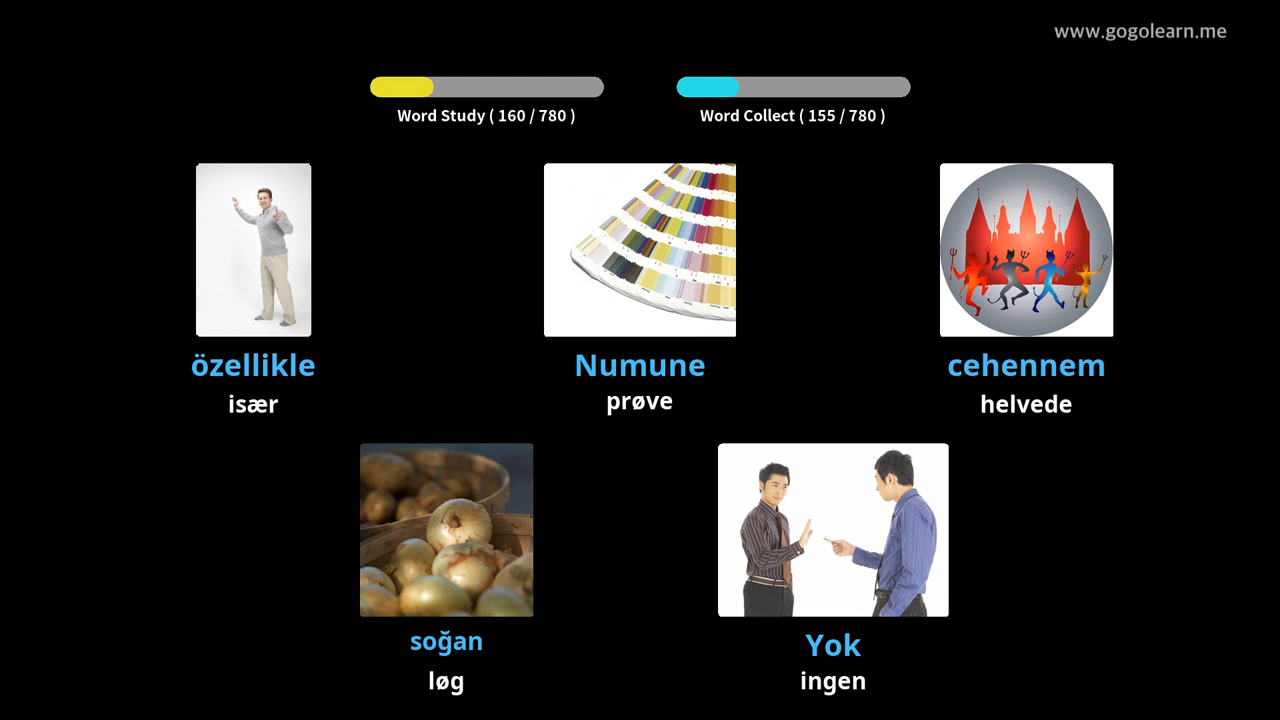 www.gogolearn.me
Word Study ( 160 / 780 )
Word Collect ( 155 / 780 )
özellikle
især
Numune
prøve
cehennem
helvede
soğan
løg
Yok
ingen